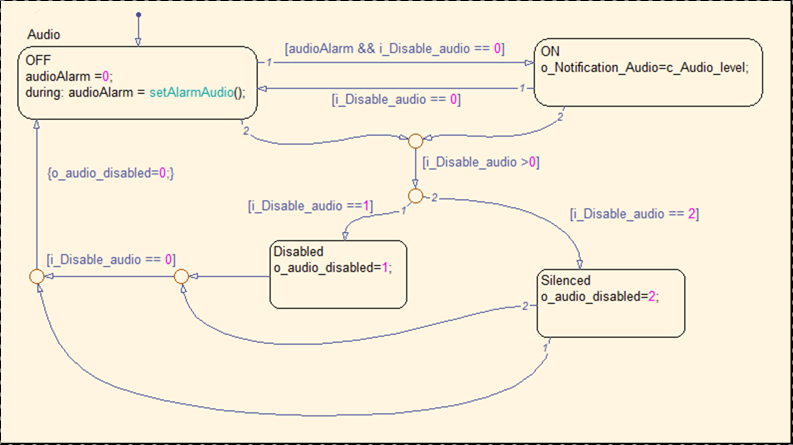 Audio
OFF
audioAlarm =0;
during: audioAlarm = setAlarmAudio();
1
[audioAlarm && i_Disable_audio == 0]
ON
o_Notification_Audio=c_Audio_level;
1
[i_Disable_audio == 0]
2
2
[i_Disable_audio >0]
{o_audio_disabled=0;}
[i_Disable_audio ==1]
1
2
[i_Disable_audio == 2]
Disabled
o_audio_disabled=1;
[i_Disable_audio == 0]
Silenced
o_audio_disabled=2;
2
1